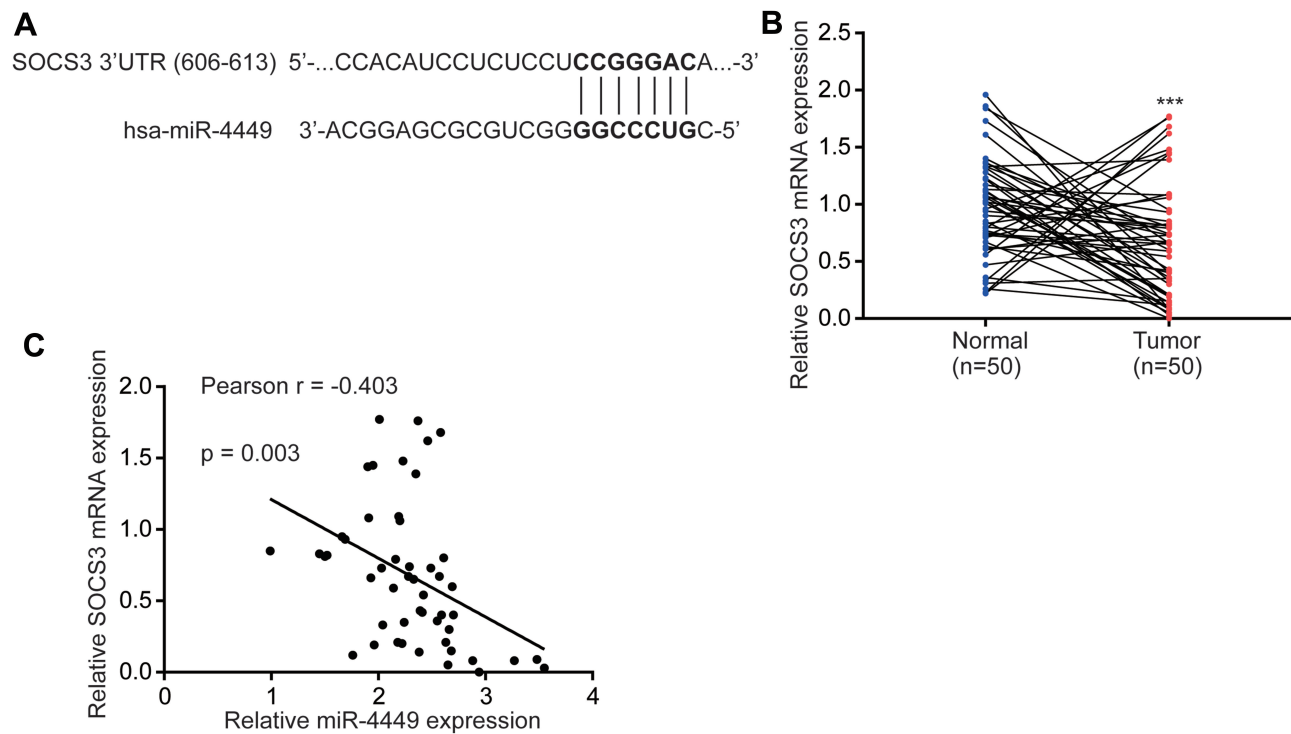 A
SOCS3 3’UTR (606-613) 5’-...CCACAUCCUCUCCUCCGGGACA...-3’
hsa-miR-4449 3’-ACGGAGCGCGUCGGGGCCCUGC-5’
B
Relative SOCS3 mRNA expression
2.5
2.0
1.5
1.0
0.5
0.0
***
Normal
(n=50)
Tumor
(n=50)
C
Relative SOCS3 mRNA expression
2.0
1.5
1.0
0.5
0.0
Pearson r = -0.403
p = 0.003
0 1 2 3 4
Relative miR-4449 expression